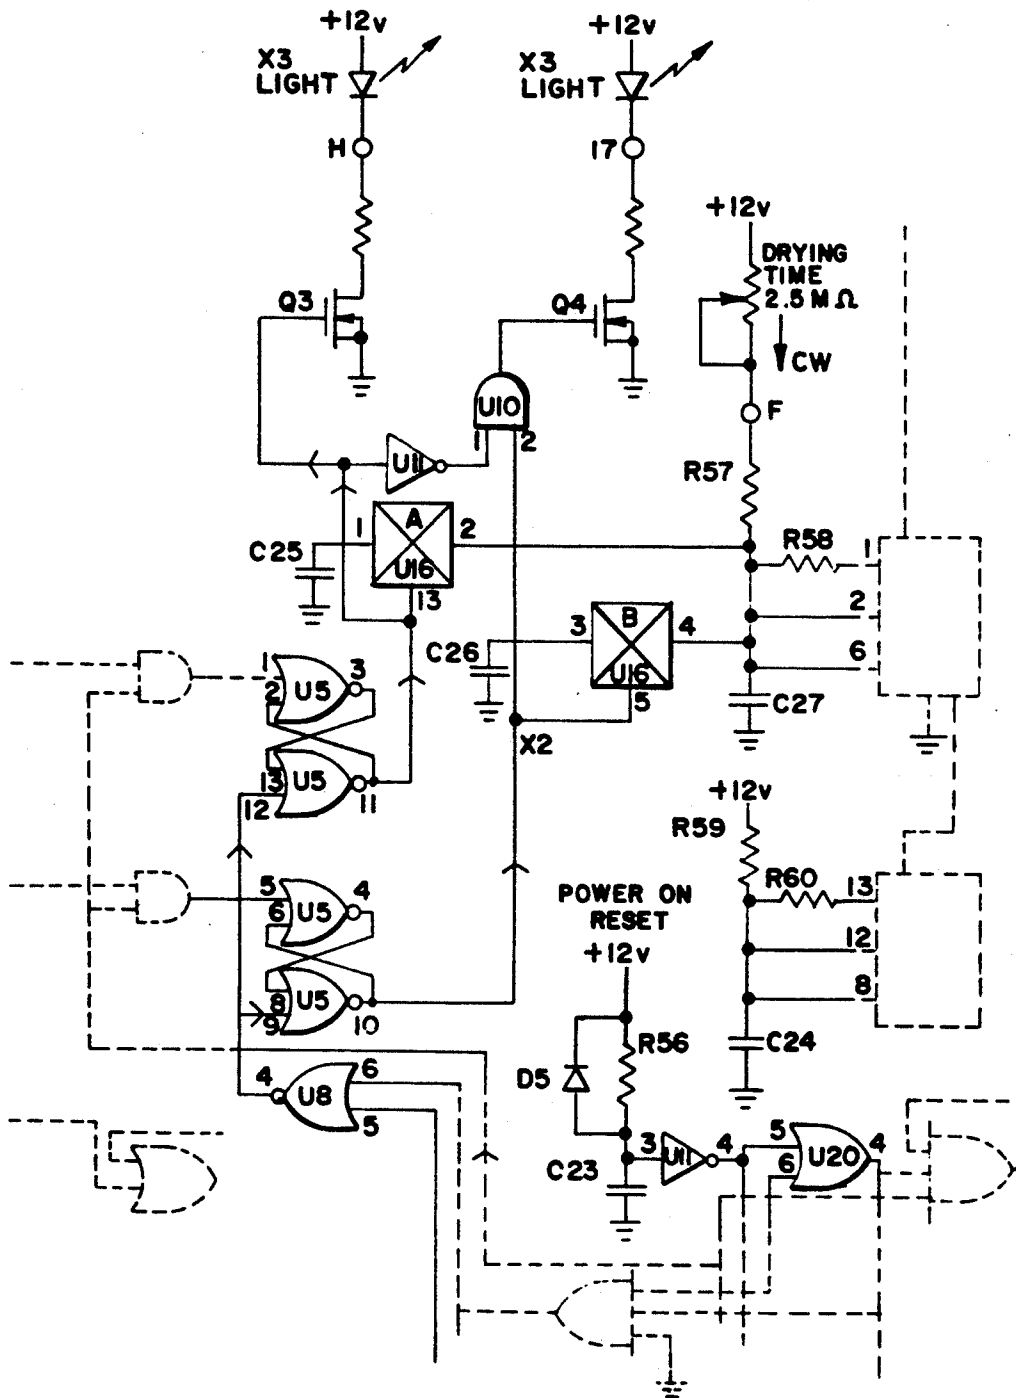 +12v
+12v
X3
LIGHT
X3
LIGHT
H
17
+12v
DRYING
TIME
2.5 M Ω
Q3
Q4
CW
U10
F
1
2
U11
R57
A
1
2
R58
1
C25
U16
13
B
2
3
4
C26
U16
6
1
3
5
2
U5
C27
X2
13
U5
12
11
+12v
R59
5
4
POWER ON
R60
13
6
U5
RESET
+12v
12
8
U5
8
9
10
R56
C24
4
U8
6
D5
5
5
4
3
U11
4
6
U20
C23